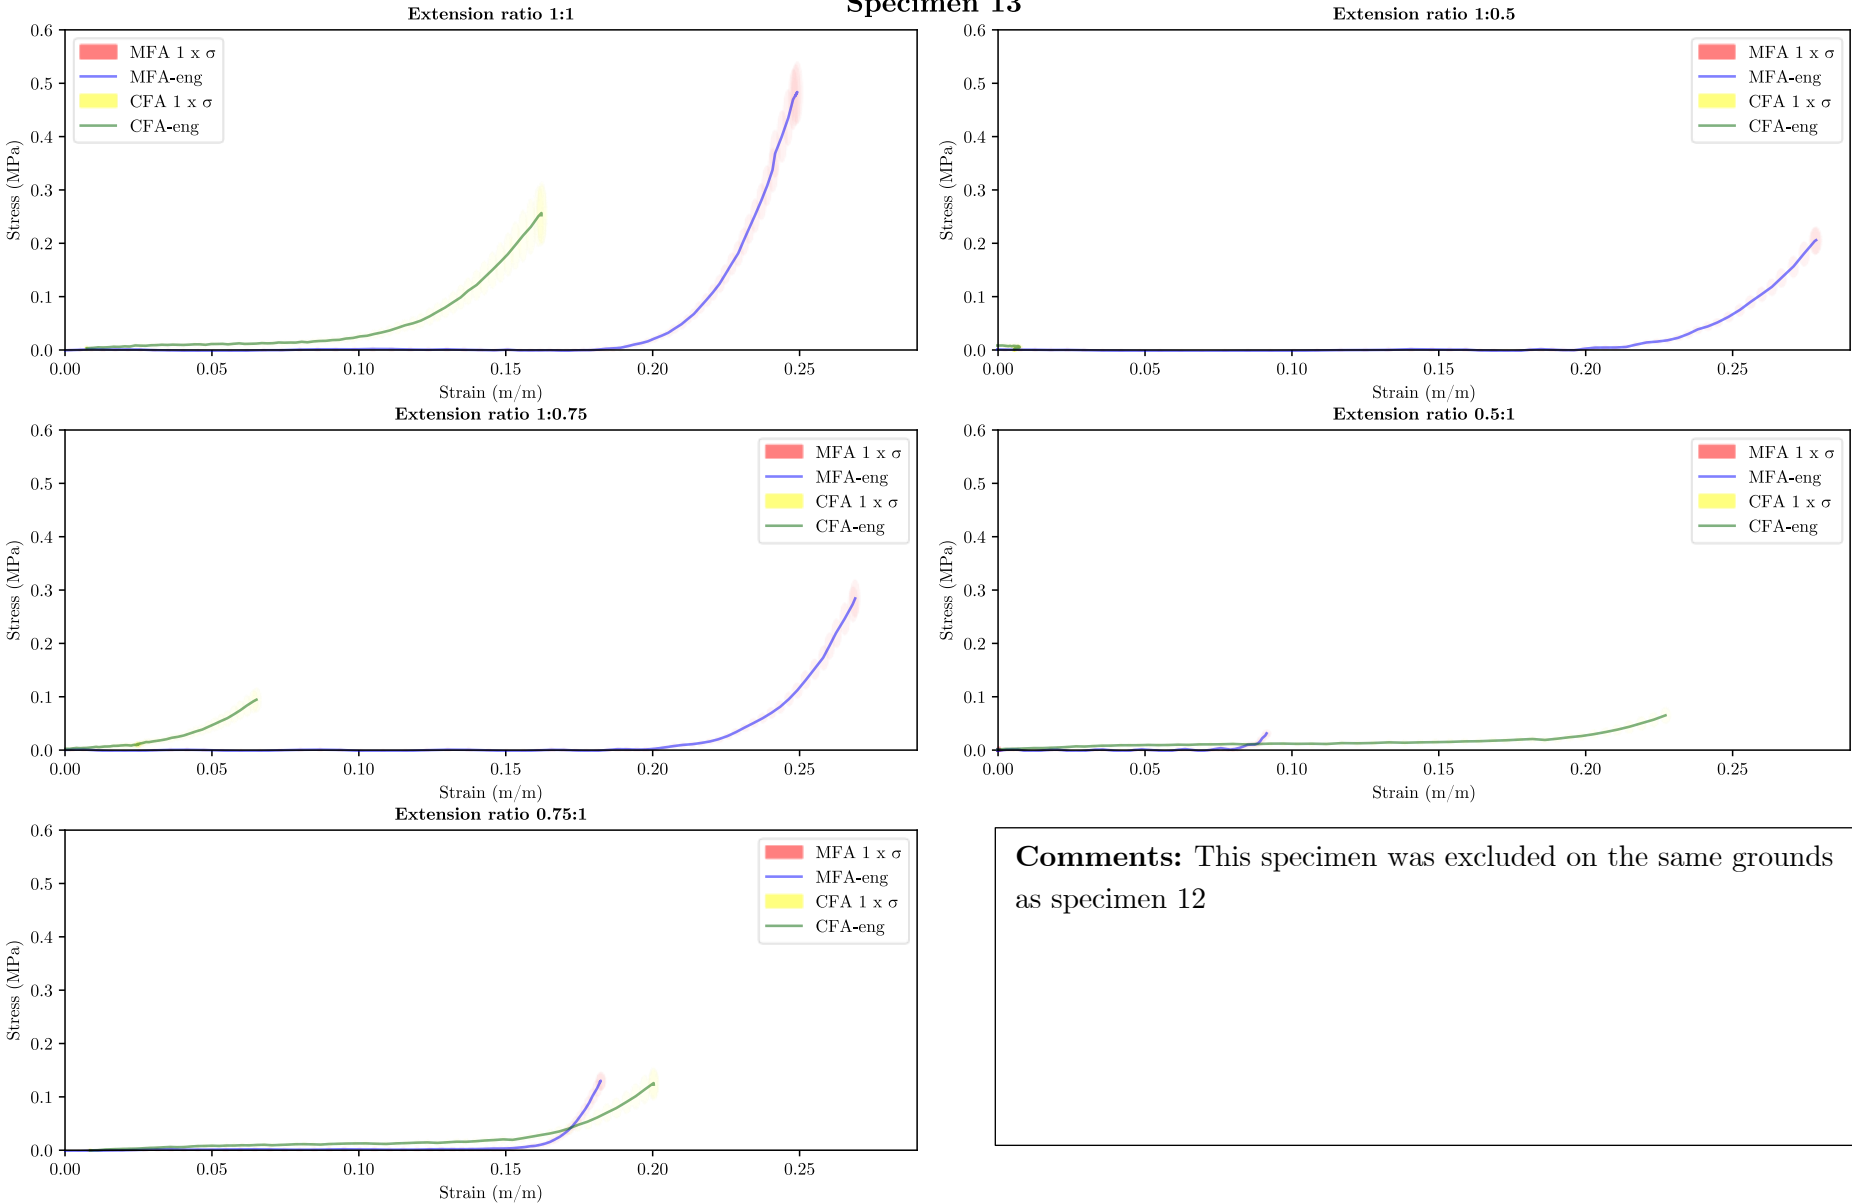 Specimen 13
Extension ratio 1:1
0.6
0.5
0.4
0.3
0.2
0.1
0.0
Stress (MPa)
MFA 1 x σ
MFA-eng
CFA 1 x σ
CFA-eng
0.00 0.05 0.10 0.15 0.20 0.25
Strain (m/m)
Extension ratio 1:0.5
0.6
0.5
0.4
0.3
0.2
0.1
0.0
Stress (MPa)
MFA 1 x σ
MFA-eng
CFA 1 x σ
CFA-eng
0.00 0.05 0.10 0.15 0.20 0.25
Strain (m/m)
Extension ratio 1:0.75
0.6
0.5
0.4
0.3
0.2
0.1
0.0
Stress (MPa)
MFA 1 x σ
MFA-eng
CFA 1 x σ
CFA-eng
0.00 0.05 0.10 0.15 0.20 0.25
Strain (m/m)
Extension ratio 0.5:1
0.6
0.5
0.4
0.3
0.2
0.1
0.0
Stress (MPa)
MFA 1 x σ
MFA-eng
CFA 1 x σ
CFA-eng
0.00 0.05 0.10 0.15 0.20 0.25
Strain (m/m)
Extension ratio 0.75:1
0.6
0.5
0.4
0.3
0.2
0.1
0.0
Stress (MPa)
MFA 1 x σ
MFA-eng
CFA 1 x σ
CFA-eng
0.00 0.05 0.10 0.15 0.20 0.25
Strain (m/m)
Comments: This specimen was excluded on the same grounds
as specimen 12